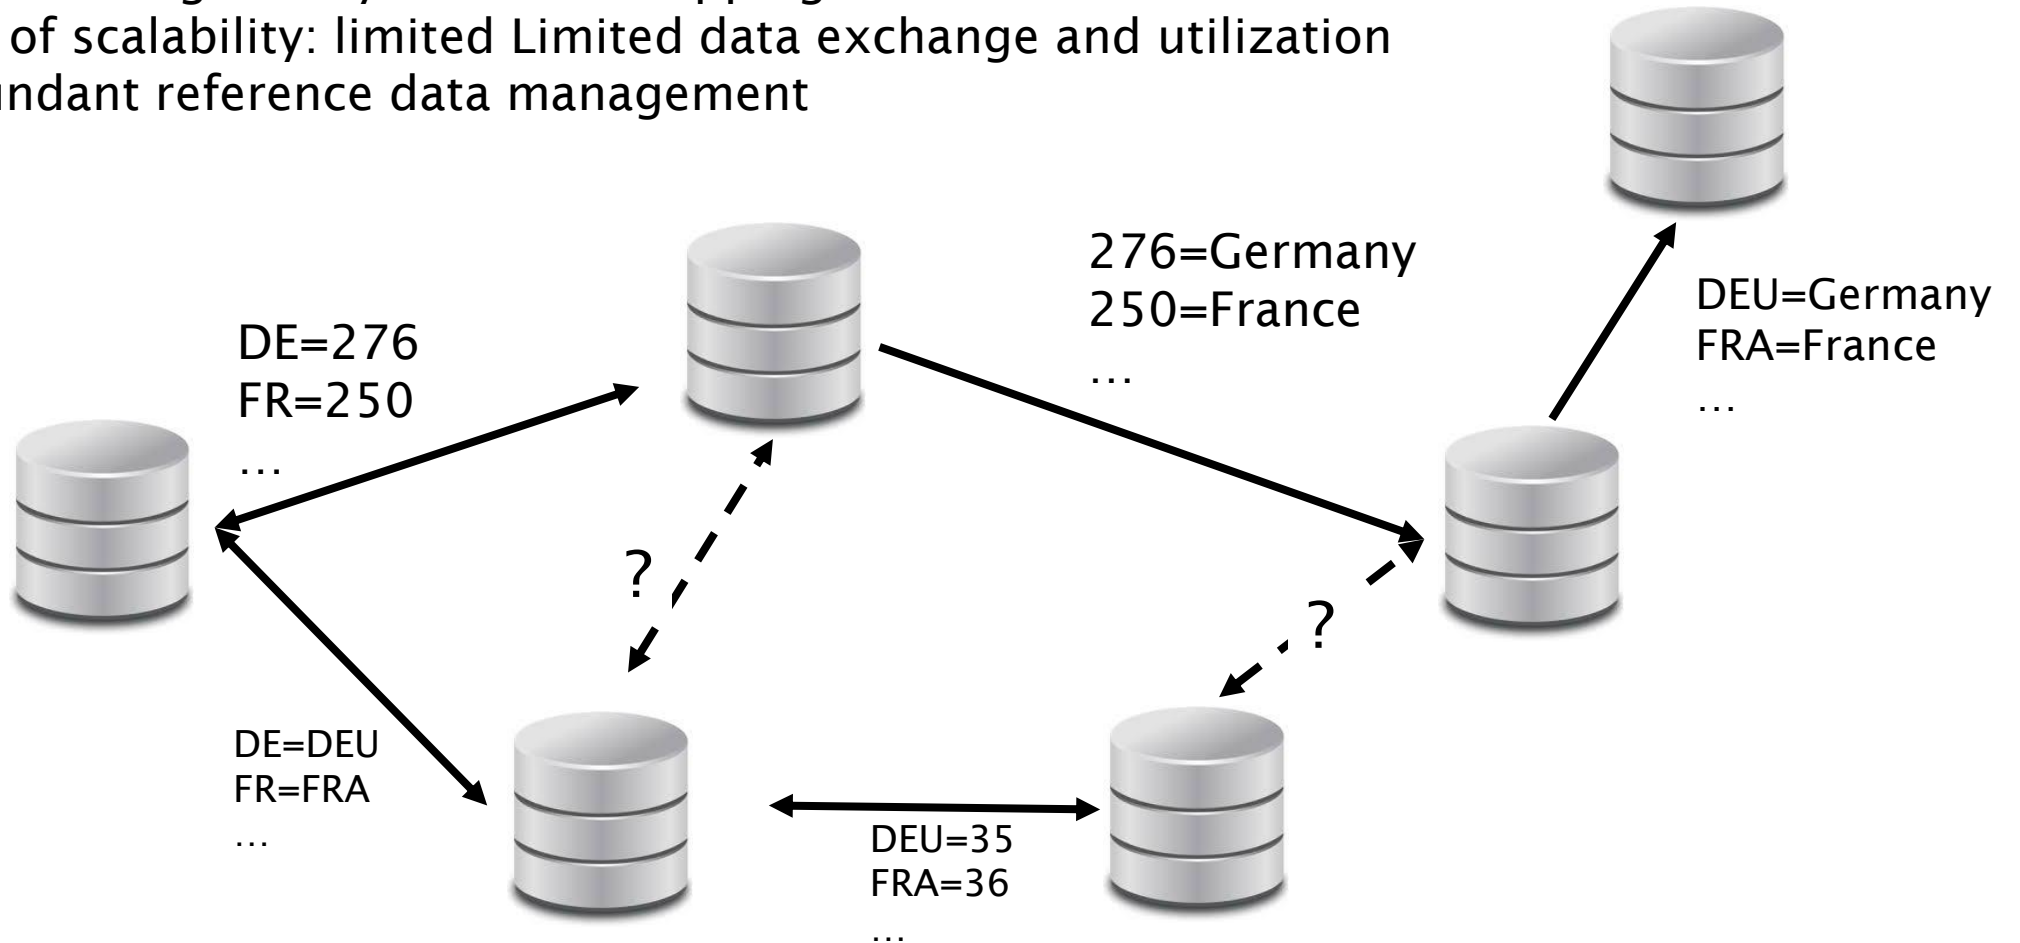 of scalability: limited Limited data exchange and utilization
reference data management
276=Germany
250=France
…
DEU=Germany
FRA=France
…
DE=276
FR=250
…
?
?
DE=DEU
FR=FRA
…
DEU=35
FRA=36
…